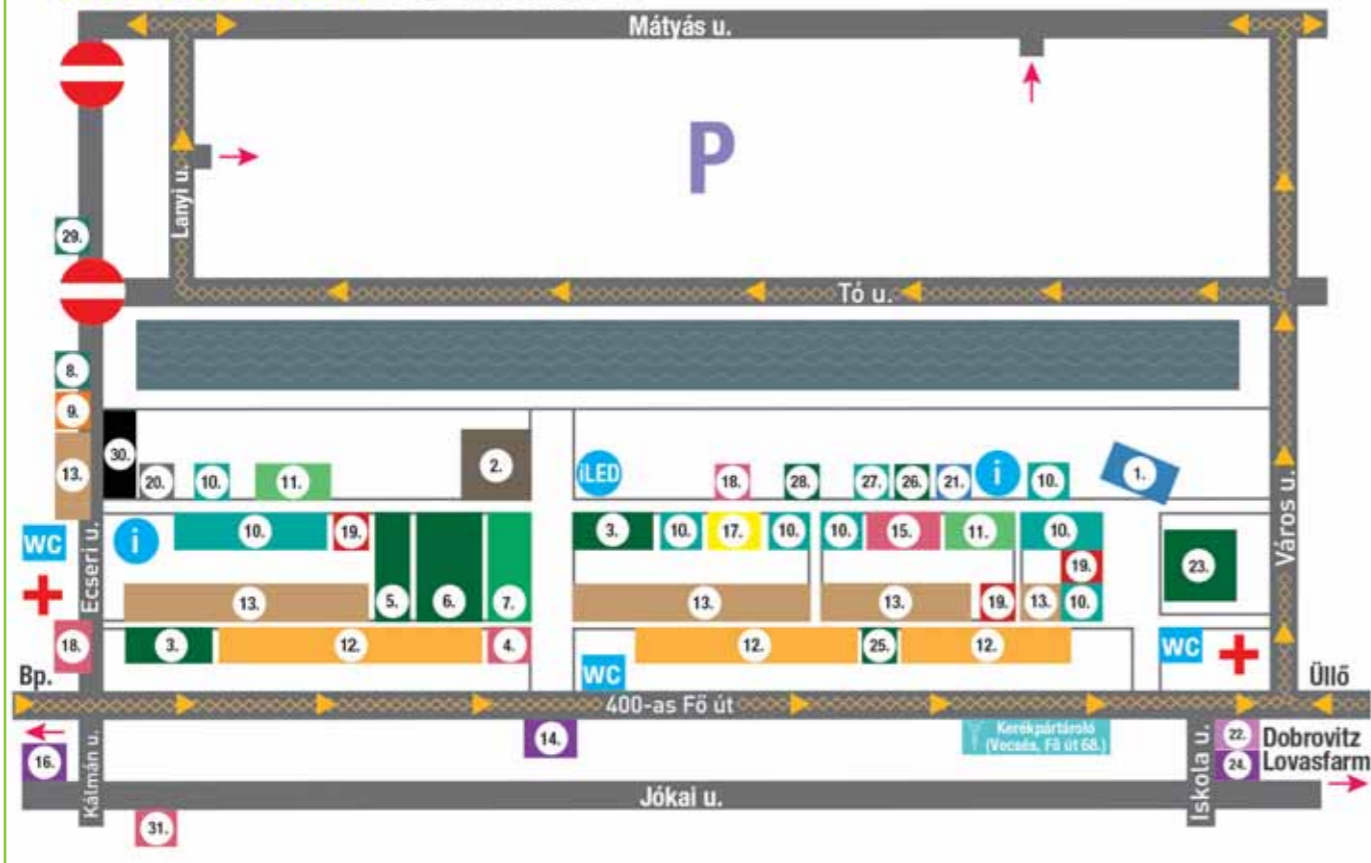 Mátyás u.
P
Lanyi u.
29.
Tó u.
8.
9.
13.
30.
20.
10.
11.
2.
iLED
18.
28.
27.
26.
21.
i
10.
1.
Város u.
WC
Ecseri u.
i
10.
19.
5.
6.
7.
3.
10.
17.
10.
10.
15.
11.
10.
19.
23.
13.
13.
13.
19.
13.
10.
18.
3.
12.
4.
WC
12.
25.
12.
WC
Bp.
Üllő
400-as Fő út
16.
Kálmán u.
14.
Kerékpártároló
(Vecsés, Fő út 68.)
Iskola u.
22. Dobrovitz
24. Lovasfarm
Jókai u.
31.